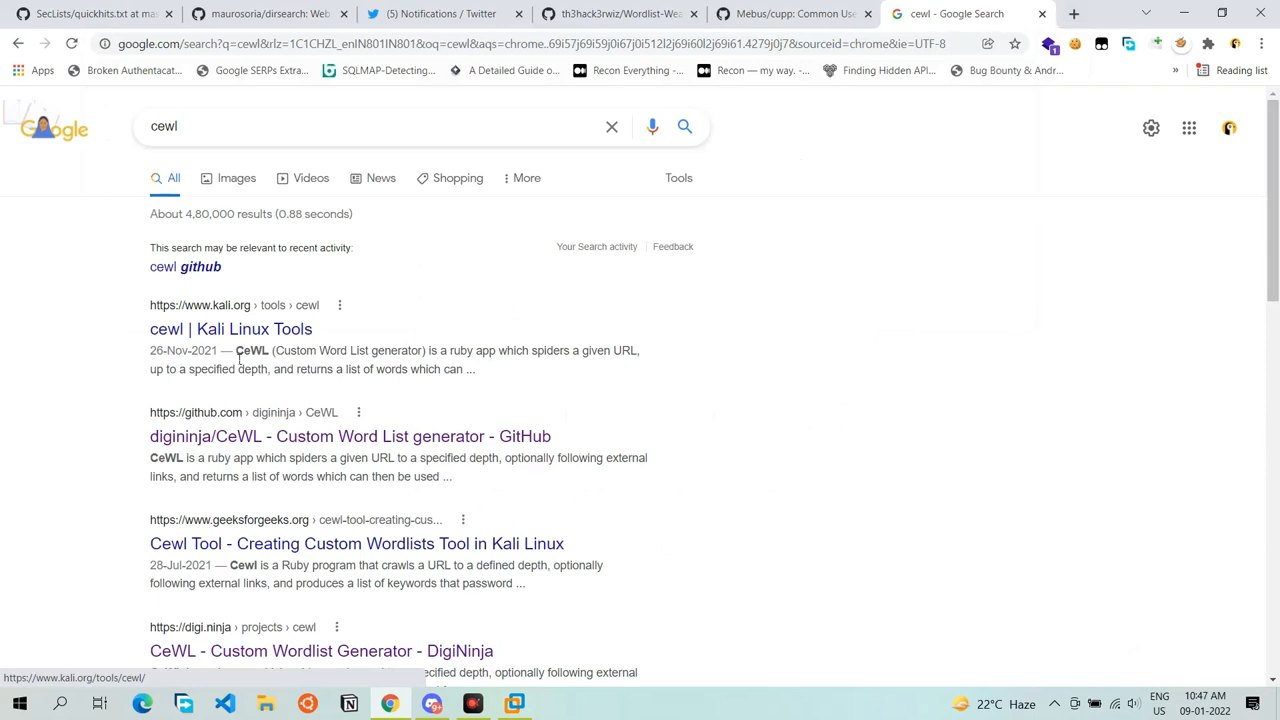 SecLists/quickhits.txt at mas
maurosoria/dirsearch: Web
(5) Notifications / Twitter
th3hack3rwiz/Wordlist-Wea
Mebus/cupp: Common Use
cewl - Google Search
google.com/search?q=cewl&rlz=1C1CHZL_enIN801IN801&oq=cewl&aqs=chrome..69i57j69i59j0i67j0i512l2j0i60l2j69i61.4279j0j7&sourceid=chrome&ie=UTF-8
1
Apps
Broken Authenticat...
Google SERPs Extra...
SQLMAP-Detecting...
A Detailed Guide o...
Recon Everything -...
Recon — my way. -...
Finding HIDDEN API...
Bug Bounty & Andr...
»
Reading list
Google
cewl
All
Images
Videos
News
Shopping
More
Tools
About 4,80,000 results (0.88 seconds)
This search may be relevant to recent activity:
Your Search activity
Feedback
cewl github
https://www.kali.org › tools › cewl
cewl | Kali Linux Tools
26-Nov-2021 — CeWL (Custom Word List generator) is a ruby app which spiders a given URL,
up to a specified depth, and returns a list of words which can ...
https://github.com › digininja › CeWL
digininja/CeWL - Custom Word List generator - GitHub
CeWL is a ruby app which spiders a given URL to a specified depth, optionally following external
links, and returns a list of words which can then be used ...
https://www.geeksforgeeks.org › cewl-tool-creating-cus...
Cewl Tool - Creating Custom Wordlists Tool in Kali Linux
28-Jul-2021 — Cewl is a Ruby program that crawls a URL to a defined depth, optionally
following external links, and produces a list of keywords that password ...
https://digi.ninja › projects › cewl
CeWL - Custom Wordlist Generator - DigiNinja
ecified depth, optionally following external
https://www.kali.org/tools/cewl/
22°C Haze
ENG
US
10:47 AM
09-01-2022